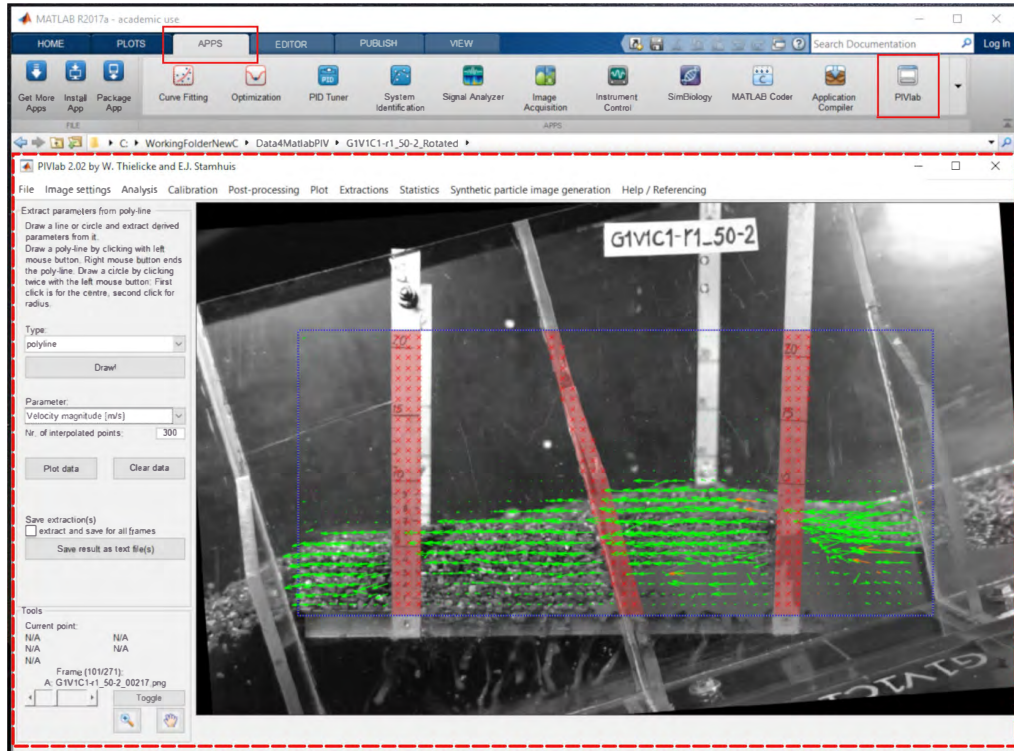 MATLAB R2017a - academic use
HOME PLOTS APPS EDITOR PUBLISH VIEW Search Documentation Log In
Get More Apps
Install App
Package App
Curve Fitting
Optimization
PID Tuner
System Identification
Signal Analyzer
Image Acquisition
Instrument Control
SimBiology
MATLAB Coder
Application Compiler
PIVlab
FILE APPS
C: WorkingFolderNewC Data4MatlabPIV G1V1C1-r1_50-2_Rotated
PIVlab 2.02 by W. Thielicke and E.J. Stamhuis
File Image settings Analysis Calibration Post-processing Plot Extractions Statistics Synthetic particle image generation Help / Referencing
Extract parameters from poly-line
Draw a line or circle and extract derived
parameters from it.
Draw a poly-line by clicking with left
mouse button. Right mouse button ends
the poly-line. Draw a circle by clicking
twice with the left mouse button: First
click is for the centre, second click for
radius.
Type:
polyline
Draw!
Parameter:
Velocity magnitude [m/s]
Nr. of interpolated points: 300
Plot data Clear data
Save extraction(s)
extract and save for all frames
Save result as text file(s)
Tools
Current point:
N/A N/A
N/A N/A
N/A
Frame (101/271):
A: G1V1C1-r1_50-2_00217.png
Toggle
G1V1C1-r1_50-2
20
15
10
20
15
G1V1C1